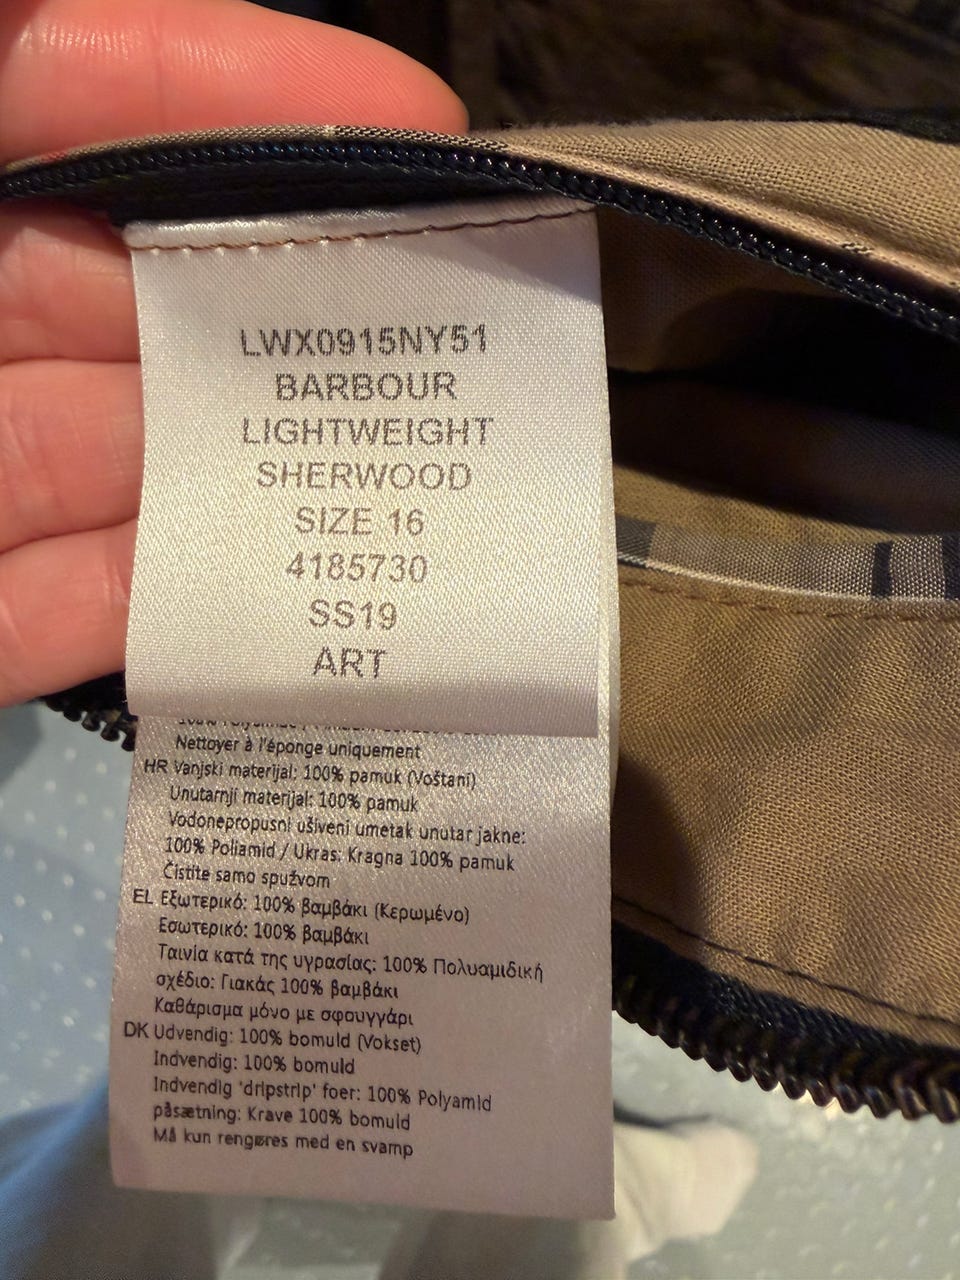 LWX0915NY51
BARBOUR
LIGHTWEIGHT
SHERWOOD
SIZE 16
4185730
SS19
ART
Nettoyer à l'éponge uniquement
HR Vanjski materijal: 100% pamuk (Voštani)
Unutarnji materijal: 100% pamuk
Vodonepropusni ušiveni umetak unutar jakne:
100% Poliamid / Ukras: Kragna 100% pamuk
Čistite samo spužvom
EL Εξωτερικό: 100% βαμβάκι (Κερωμένο)
Εσωτερικό: 100% βαμβάκι
Ταινία κατά της υγρασίας: 100% Πολυαμιδική
σχέδιο: Γιακάς 100% βαμβάκι
Καθάρισμα μόνο με σφουγγάρι
DK Udvendig: 100% bomuld (Vokset)
Indvendig: 100% bomuld
Indvendig 'dripstrip' foer: 100% Polyamid
påsætning: Krave 100% bomuld
Må kun rengøres med en svamp